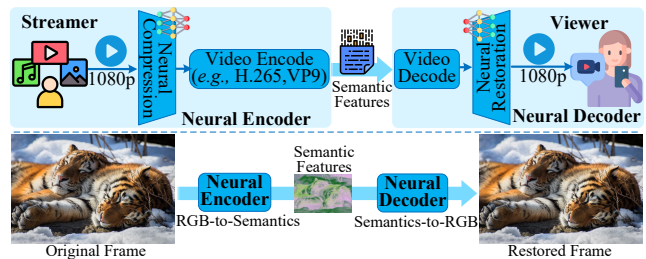 Streamer
1080p
Neural
Compression
Video Encode
(e.g., H.265,VP9)
Neural Encoder
Semantic
Features
Video
Decode
Neural
Restoration
1080p
Viewer
Neural Decoder
Original Frame
Neural
Encoder
RGB-to-Semantics
Semantic
Features
Neural
Decoder
Semantics-to-RGB
Restored Frame